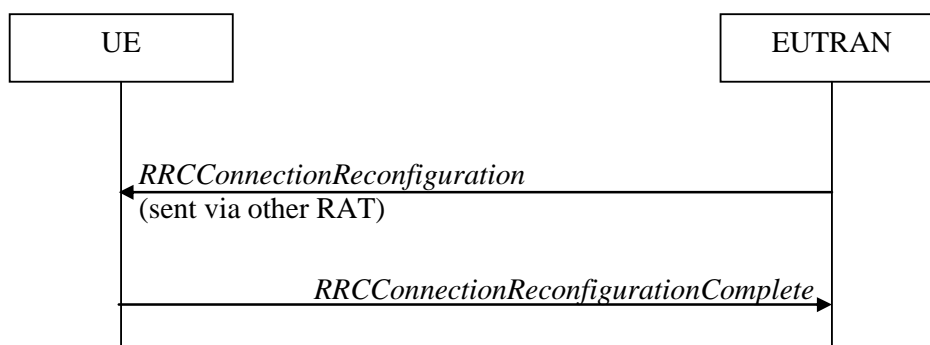 UE
EUTRAN
RRCConnectionReconfiguration
(sent via other RAT)
RRCConnectionReconfigurationComplete